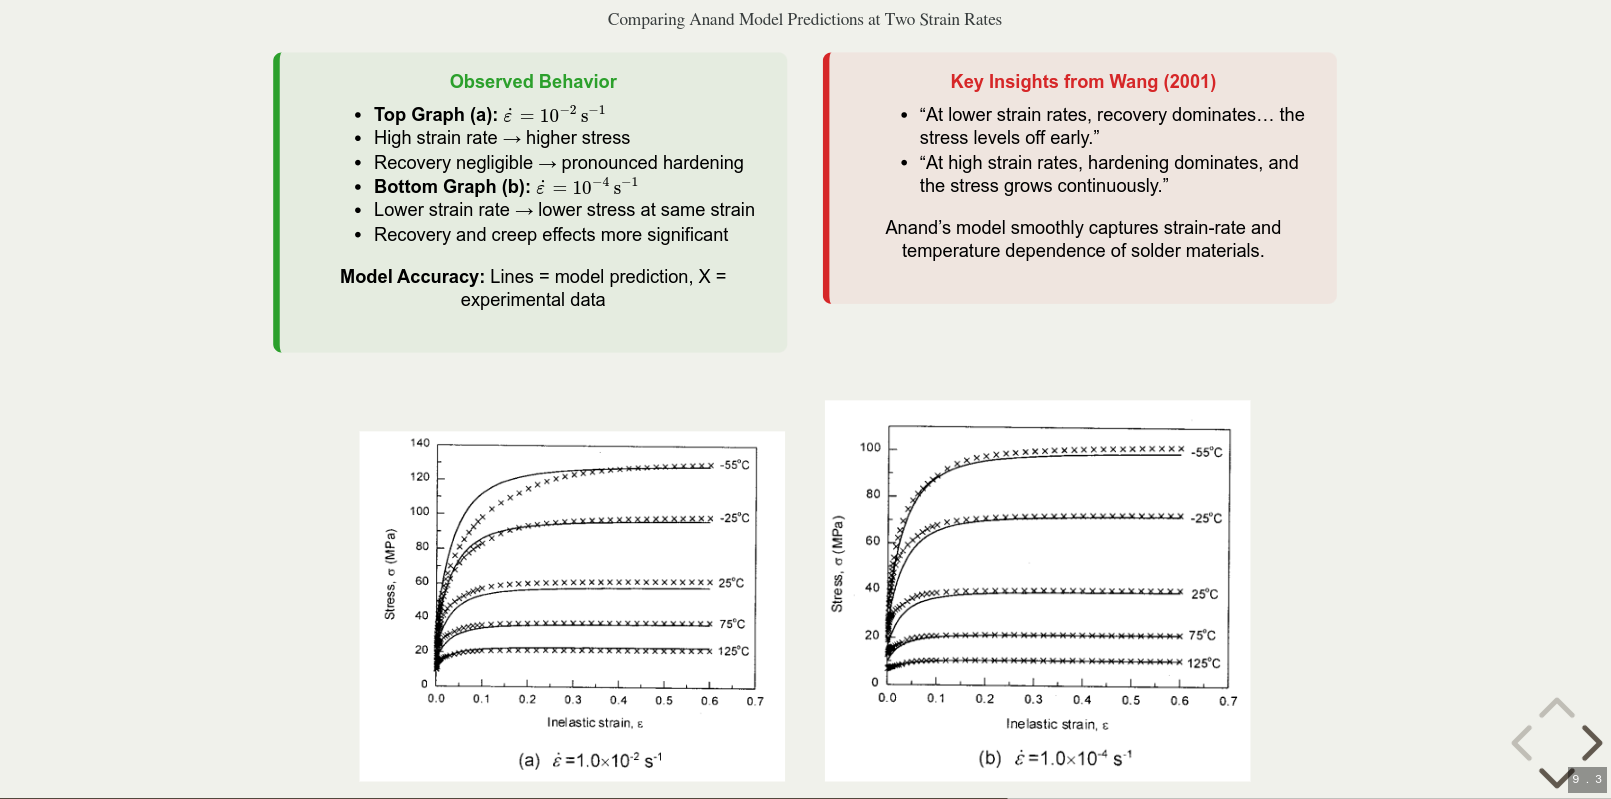 Comparing Anand Model Predictions at Two Strain Rates
Observed Behavior
• Top Graph (a): ε̇ = 10⁻² s⁻¹
• High strain rate → higher stress
• Recovery negligible → pronounced hardening
• Bottom Graph (b): ε̇ = 10⁻⁴ s⁻¹
• Lower strain rate → lower stress at same strain
• Recovery and creep effects more significant
Model Accuracy: Lines = model prediction, X =
experimental data
Key Insights from Wang (2001)
• “At lower strain rates, recovery dominates… the
stress levels off early.”
• “At high strain rates, hardening dominates, and
the stress grows continuously.”
Anand’s model smoothly captures strain-rate and
temperature dependence of solder materials.
140
120
100
80
60
40
20
0
Stress, σ (MPa)
-55°C
-25°C
25°C
75°C
125°C
0.0 0.1 0.2 0.3 0.4 0.5 0.6 0.7
Inelastic strain, ε
(a) ε̇ =1.0×10⁻² s⁻¹
100
80
60
40
20
0
Stress, σ (MPa)
-55°C
-25°C
25°C
75°C
125°C
0.0 0.1 0.2 0.3 0.4 0.5 0.6 0.7
Inelastic strain, ε
(b) ε̇ =1.0×10⁻⁴ s⁻¹
9 . 3